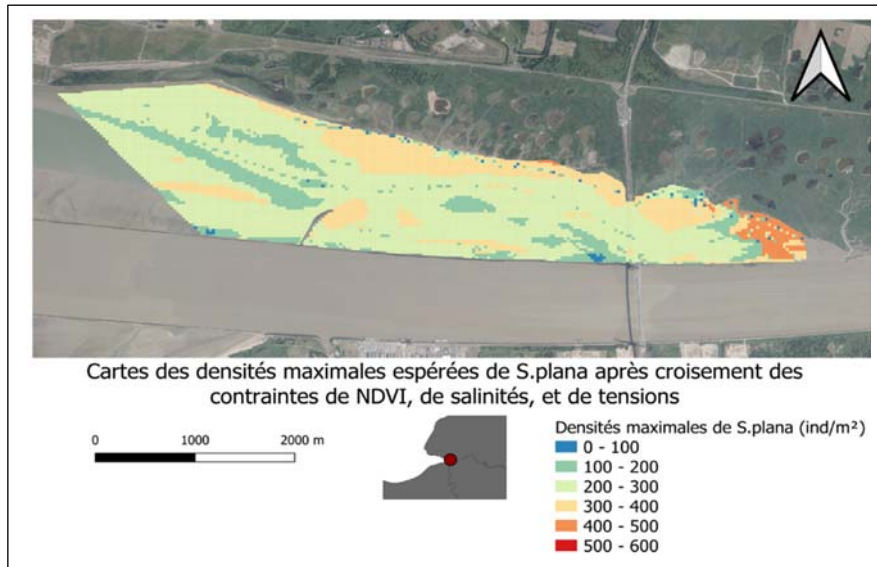 Cartes des densités maximales espérées de S.plana après croisement des
contraintes de NDVI, de salinités, et de tensions
0 1000 2000 m
Densités maximales de S.plana (ind/m²)
0 - 100
100 - 200
200 - 300
300 - 400
400 - 500
500 - 600